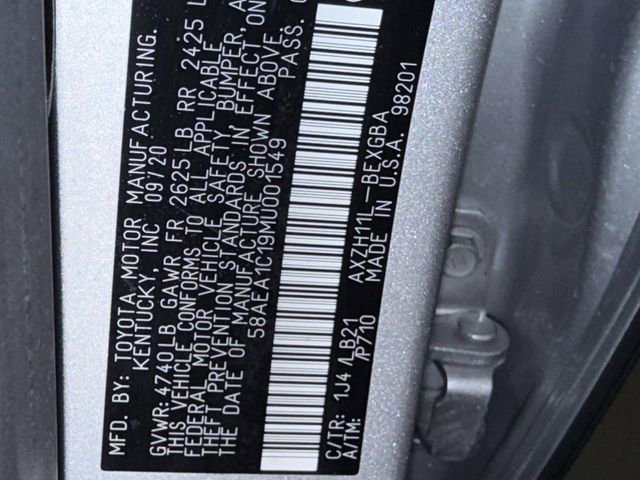 MFD. BY: TOYOTA MOTOR MANUFACTURING.
KENTUCKY, INC 09/20
GVWR: 4740LB GAWR FR 2625LB RR 2425
THIS VEHICLE CONFORMS TO ALL APPLICABLE
FEDERAL MOTOR VEHICLE SAFETY, BUMPER, A
THEFT PREVENTION STANDARDS IN EFFECT ON
THE DATE OF MANUFACTURE SHOWN ABOVE.
58AEA1C19MU001549 PASS.
C/TR: 1J4 /LB21 AXZH11L-BEXGBA
A/TM: /P710 MADE IN U.S.A. 98201